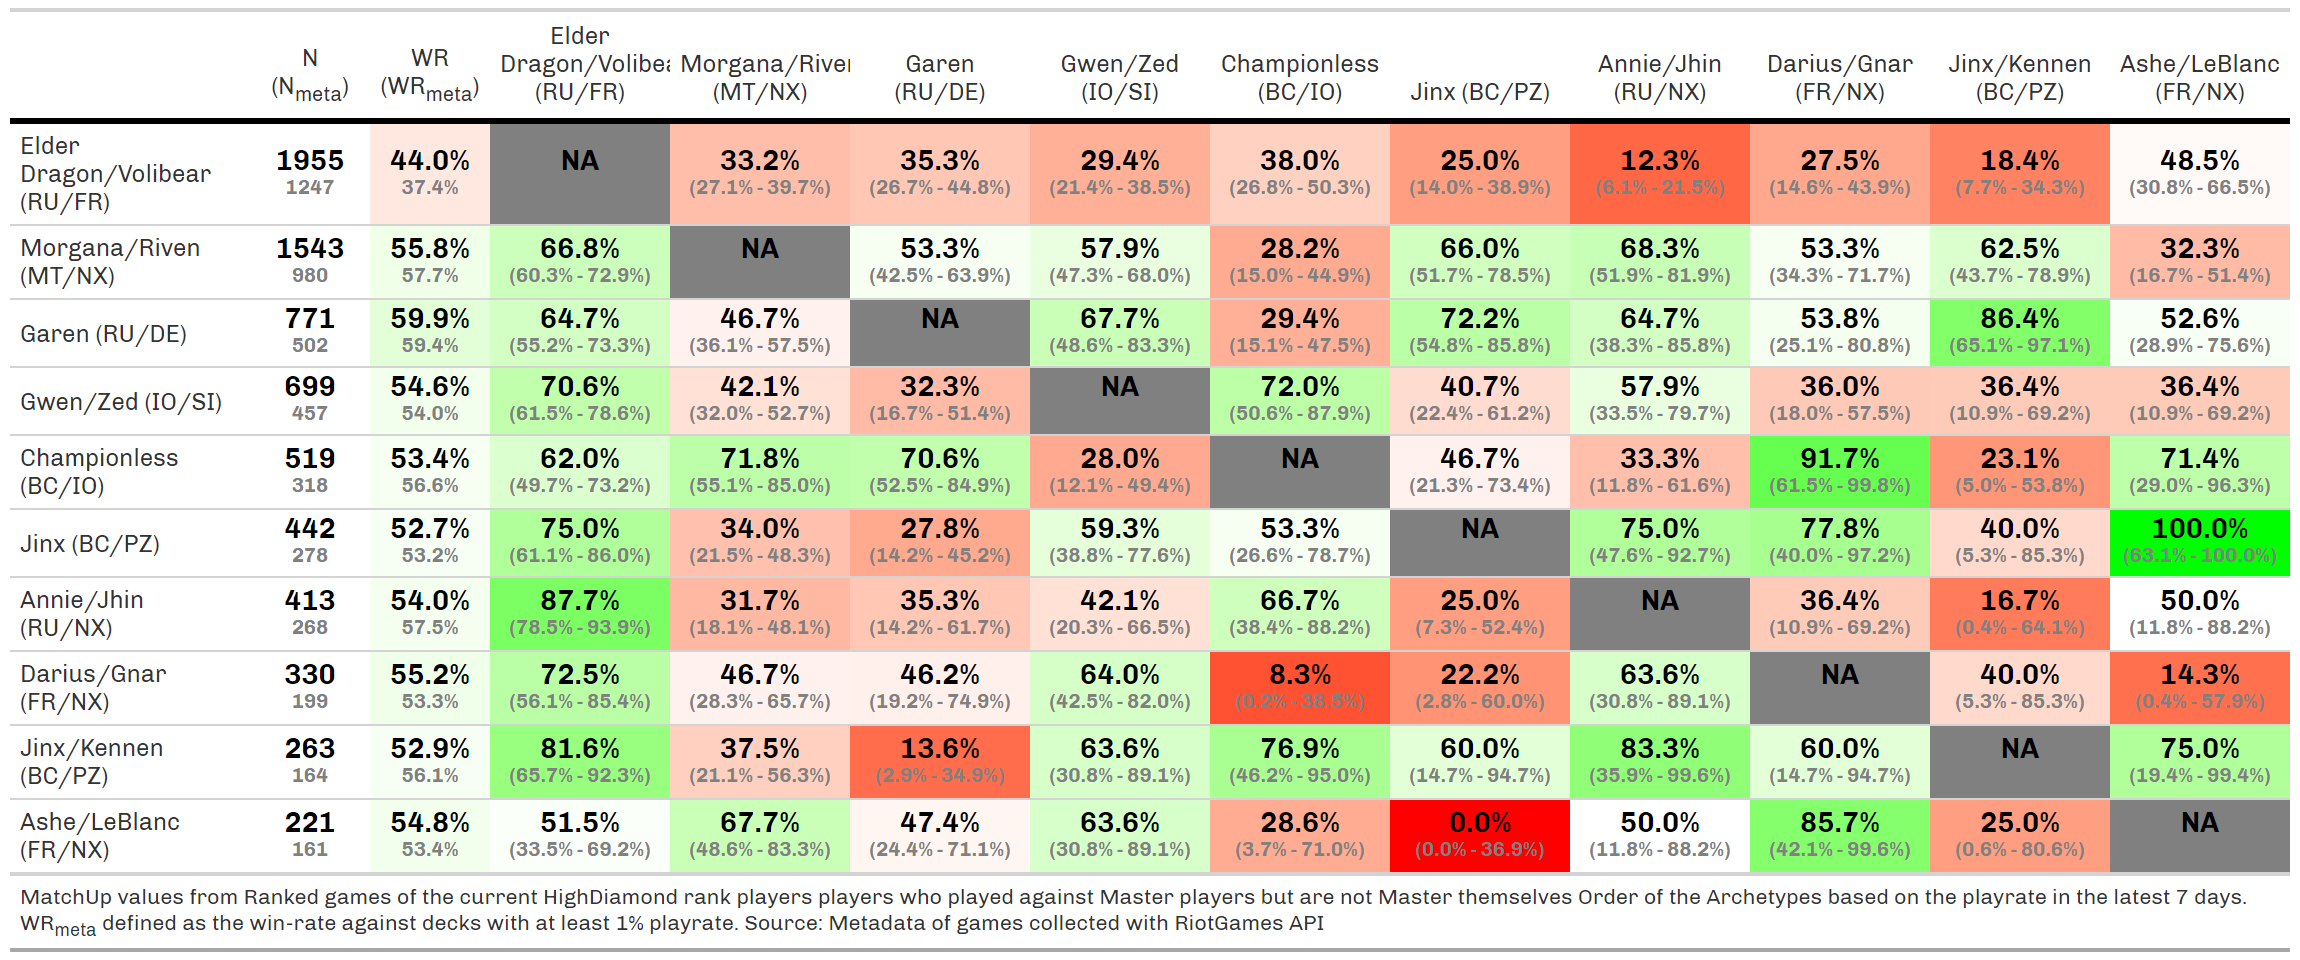 N WR Elder Dragon/Volibea Morgana/Riven Garen Gwen/Zed Championless Jinx (BC/PZ) Annie/Jhin Darius/Gnar Jinx/Kennen Ashe/LeBlanc
(Nmeta) (WRmeta) (RU/FR) (MT/NX) (RU/DE) (IO/SI) (BC/IO) (RU/NX) (FR/NX) (BC/PZ) (FR/NX)
Elder Dragon/Volibear (RU/FR) 1955 44.0% NA 33.2% 35.3% 29.4% 38.0% 25.0% 12.3% 27.5% 18.4% 48.5%
1247 37.4% (27.1% - 39.7%) (26.7% - 44.8%) (21.4% - 38.5%) (26.8% - 50.3%) (14.0% - 38.9%) (6.1% - 21.5%) (14.6% - 43.9%) (7.7% - 34.3%) (30.8% - 66.5%)
Morgana/Riven 1543 55.8% 66.8% NA 53.3% 57.9% 28.2% 66.0% 68.3% 53.3% 62.5% 32.3%
(MT/NX) 980 57.7% (60.3% - 72.9%) (42.5% - 63.9%) (47.3% - 68.0%) (15.0% - 44.9%) (51.7% - 78.5%) (51.9% - 81.9%) (34.3% - 71.7%) (43.7% - 78.9%) (16.7% - 51.4%)
Garen (RU/DE) 771 59.9% 64.7% 46.7% NA 67.7% 29.4% 72.2% 64.7% 53.8% 86.4% 52.6%
502 59.4% (55.2% - 73.3%) (36.1% - 57.5%) (48.6% - 83.3%) (15.1% - 47.5%) (54.8% - 85.8%) (38.3% - 85.8%) (25.1% - 80.8%) (65.1% - 97.1%) (28.9% - 75.6%)
Gwen/Zed (IO/SI) 699 54.6% 70.6% 42.1% 32.3% NA 72.0% 40.7% 57.9% 36.0% 36.4% 36.4%
457 54.0% (61.5% - 78.6%) (32.0% - 52.7%) (16.7% - 51.4%) (50.6% - 87.9%) (22.4% - 61.2%) (33.5% - 79.7%) (18.0% - 57.5%) (10.9% - 69.2%) (10.9% - 69.2%)
Championless 519 53.4% 62.0% 71.8% 70.6% 28.0% NA 46.7% 33.3% 91.7% 23.1% 71.4%
(BC/IO) 318 56.6% (49.7% - 73.2%) (55.1% - 85.0%) (52.5% - 84.9%) (12.1% - 49.4%) (21.3% - 73.4%) (11.8% - 61.6%) (61.5% - 99.8%) (5.0% - 53.8%) (29.0% - 96.3%)
Jinx (BC/PZ) 442 52.7% 75.0% 34.0% 27.8% 59.3% 53.3% NA 75.0% 77.8% 40.0% 100.0%
278 53.2% (61.1% - 86.0%) (21.5% - 48.3%) (14.2% - 45.2%) (38.8% - 77.6%) (26.6% - 78.7%) (47.6% - 92.7%) (40.0% - 97.2%) (5.3% - 85.3%) (63.1% - 100.0%)
Annie/Jhin 413 54.0% 87.7% 31.7% 35.3% 42.1% 66.7% 25.0% NA 36.4% 16.7% 50.0%
(RU/NX) 268 57.5% (78.5% - 93.9%) (18.1% - 48.1%) (14.2% - 61.7%) (20.3% - 66.5%) (38.4% - 88.2%) (7.3% - 52.4%) (10.9% - 69.2%) (0.4% - 64.1%) (11.8% - 88.2%)
Darius/Gnar 330 55.2% 72.5% 46.7% 46.2% 64.0% 8.3% 22.2% 63.6% NA 40.0% 14.3%
(FR/NX) 199 53.3% (56.1% - 85.4%) (28.3% - 65.7%) (19.2% - 74.9%) (42.5% - 82.0%) (0.2% - 38.5%) (2.8% - 60.0%) (30.8% - 89.1%) (5.3% - 85.3%) (0.4% - 57.9%)
Jinx/Kennen 263 52.9% 81.6% 37.5% 13.6% 63.6% 76.9% 60.0% 83.3% 60.0% NA 75.0%
(BC/PZ) 164 56.1% (65.7% - 92.3%) (21.1% - 56.3%) (2.9% - 34.9%) (30.8% - 89.1%) (46.2% - 95.0%) (14.7% - 94.7%) (35.9% - 99.6%) (14.7% - 94.7%) (19.4% - 99.4%)
Ashe/LeBlanc 221 54.8% 51.5% 67.7% 47.4% 63.6% 28.6% 0.0% 50.0% 85.7% 25.0% NA
(FR/NX) 161 53.4% (33.5% - 69.2%) (48.6% - 83.3%) (24.4% - 71.1%) (30.8% - 89.1%) (3.7% - 71.0%) (0.0% - 36.9%) (11.8% - 88.2%) (42.1% - 99.6%) (0.6% - 80.6%)
MatchUp values from Ranked games of the current HighDiamond rank players players who played against Master players but are not Master themselves Order of the Archetypes based on the playrate in the latest 7 days.
WRmeta defined as the win-rate against decks with at least 1% playrate. Source: Metadata of games collected with RiotGames API